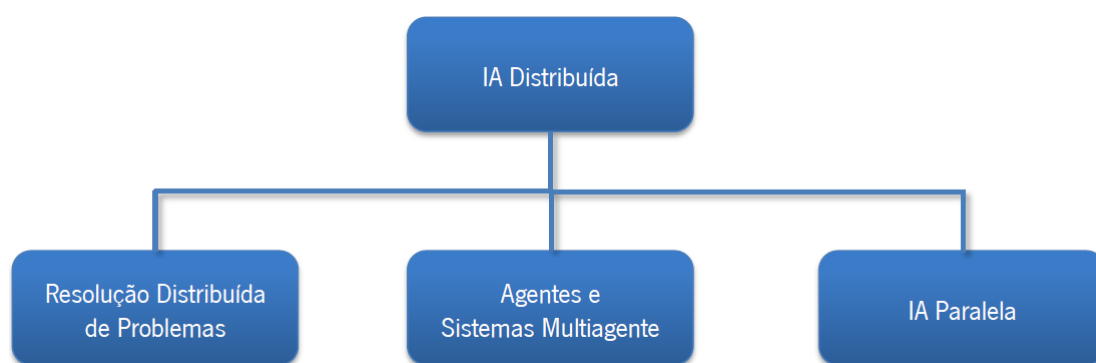 IA Distribuída
Resolução Distribuída
de Problemas
Agentes e
Sistemas Multiagente
IA Paralela